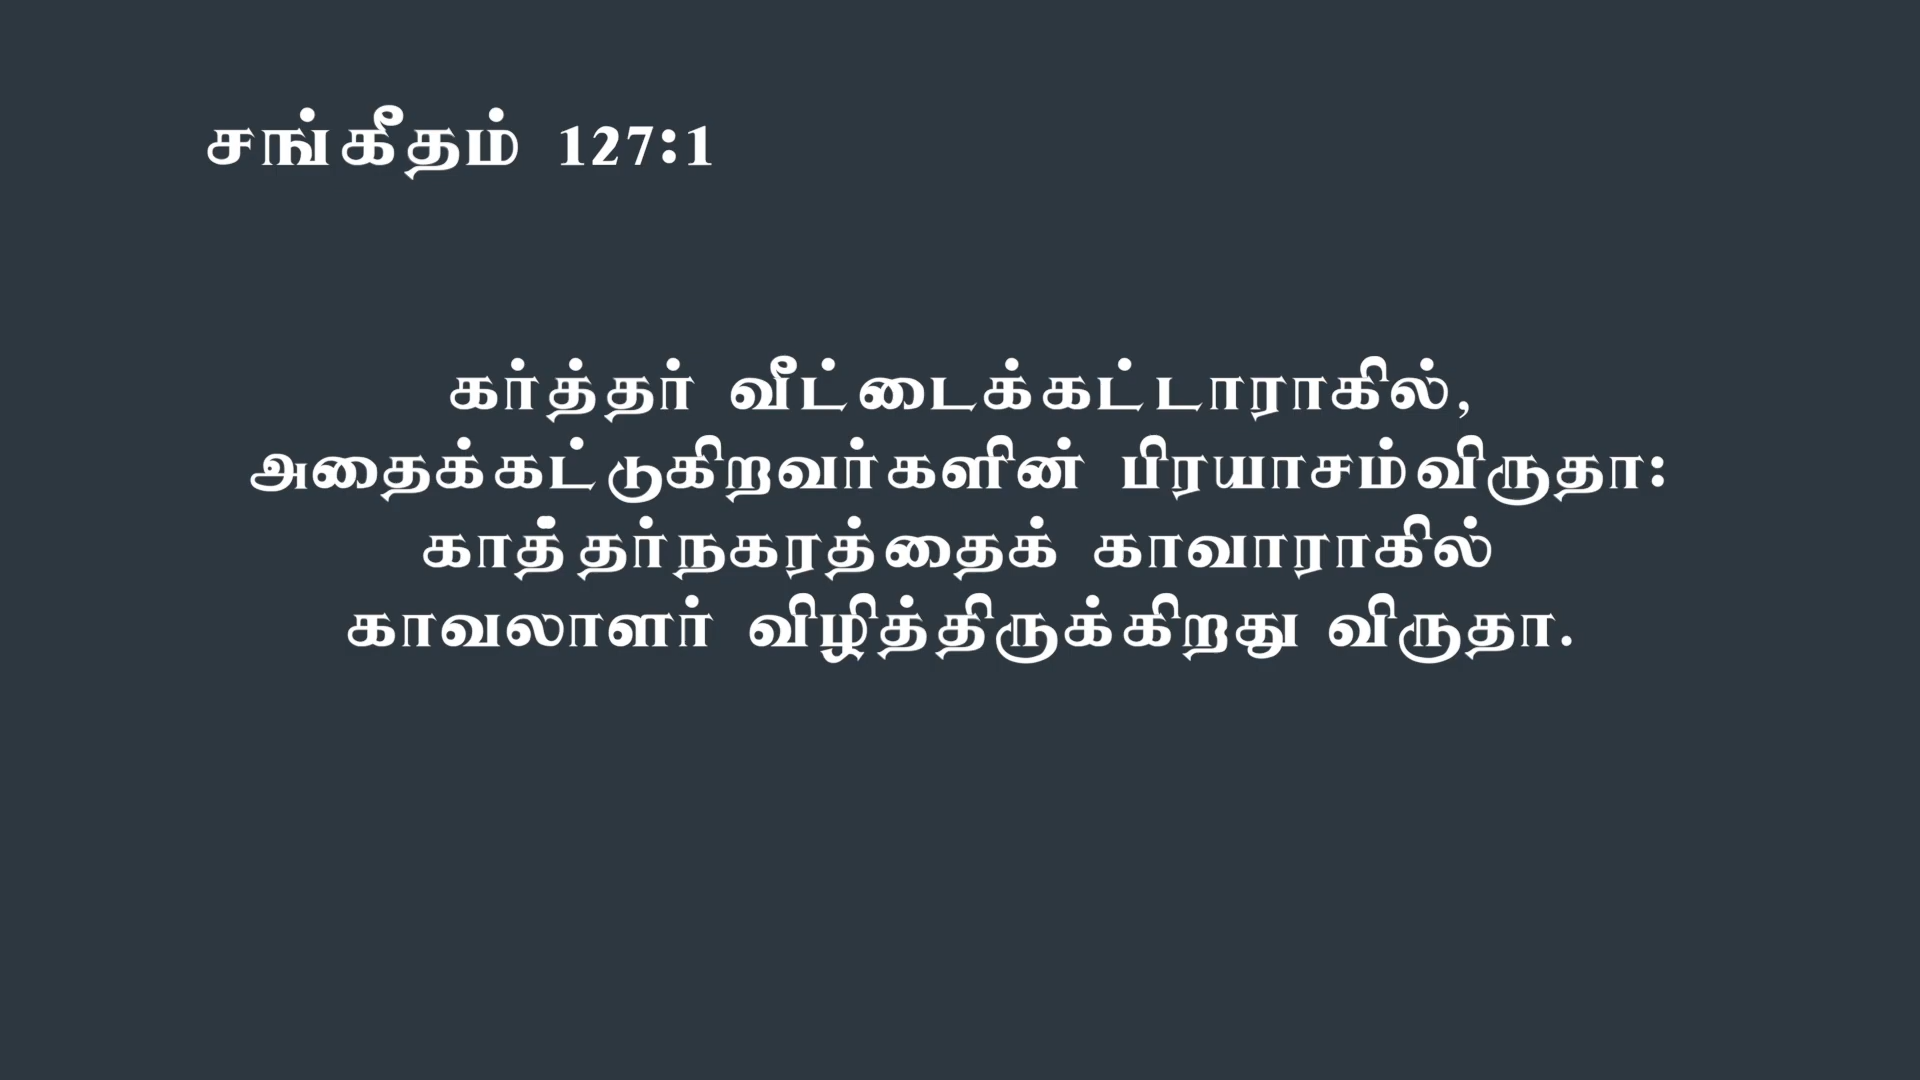 சங்கீதம் 127:1
கர்த்தர் வீட்டைக்கட்டாராகில்,
அதைக்கட்டுகிறவர்களின் பிரயாசம்விருதா:
காத்தர்நகரத்தைக் காவாராகில்
காவலாளர் விழித்திருக்கிறது விருதா.